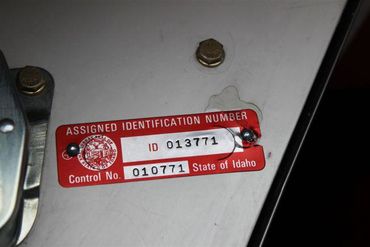 ASSIGNED IDENTIFICATION NUMBER
ID 013771
Control No. 010771 State of Idaho